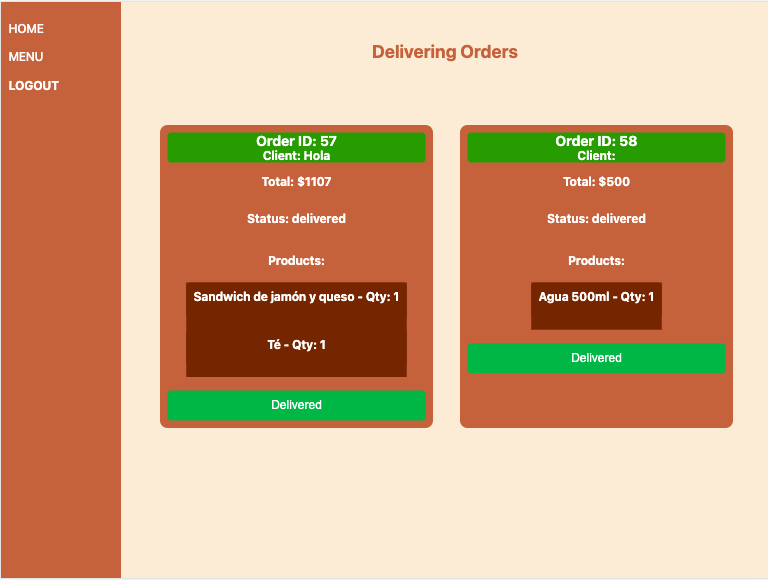 HOME
MENU
LOGOUT
Delivering Orders
Order ID: 57
Client: Hola
Total: $1107
Status: delivered
Products:
Sandwich de jamón y queso - Qty: 1
Té - Qty: 1
Delivered
Order ID: 58
Client:
Total: $500
Status: delivered
Products:
Agua 500ml - Qty: 1
Delivered